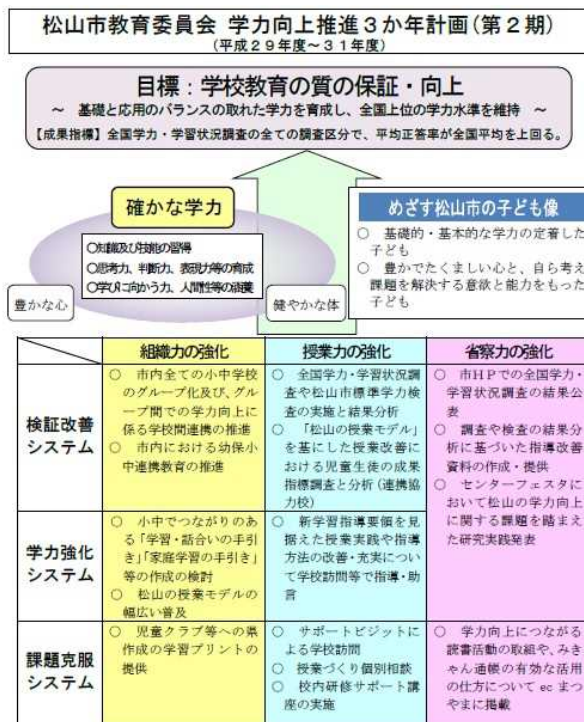 松山市教育委員会 学力向上推進3か年計画(第2期)
(平成29年度～31年度)
目標：学校教育の質の保証・向上
～ 基礎と応用のバランスの取れた学力を育成し、全国上位の学力水準を維持 ～
【成果指標】全国学力・学習状況調査の全ての調査区分で、平均正答率が全国平均を上回る。
確かな学力
○知識及び技能の習得
○思考力、判断力、表現力等の育成
○学びに向かう力、人間性等の涵養
豊かな心
健やかな体
めざす松山市の子ども像
○ 基礎的・基本的な学力の定着した
子ども
○ 豊かでたくましい心と、自ら考え
課題を解決する意欲と能力をもった
子ども
組織力の強化
授業力の強化
省察力の強化
検証改善
システム
○ 市内全ての小中学校
のグループ化及び、グル
ープ間での学力向上に
係る学校間連携の推進
○ 市内における幼保小
中連携教育の推進
○ 全国学力・学習状況調
査や松山市標準学力検
査の実施と結果分析
○ 「松山の授業モデル」
を基にした授業改善に
おける児童生徒の成果
指標調査と分析(連携協
力校)
○ 市HPでの全国学力・
学習状況調査の結果公
表
○ 調査や検査の結果分
析に基づいた指導改善
資料の作成・提供
○ センターフェスタに
おいて松山の学力向上
に関する課題を踏まえ
た研究実践発表
学力強化
システム
○ 小中でつながりのあ
る「学習・話合いの手引
き」「家庭学習の手引き」
等の作成の検討
○ 松山の授業モデルの
幅広い普及
○ 新学習指導要領を見
据えた授業実践や指導
方法の改善・充実につい
て学校訪問等で指導・助
言
課題克服
システム
○ 児童クラブ等への県
作成の学習プリントの
提供
○ サポートビジットに
よる学校訪問
○ 授業づくり個別相談
○ 校内研修サポート講
座の実施
○ 学力向上につながる
読書活動の取組や、みき
ゃん通帳の有効な活用
の仕方について ec まつ
やまに掲載